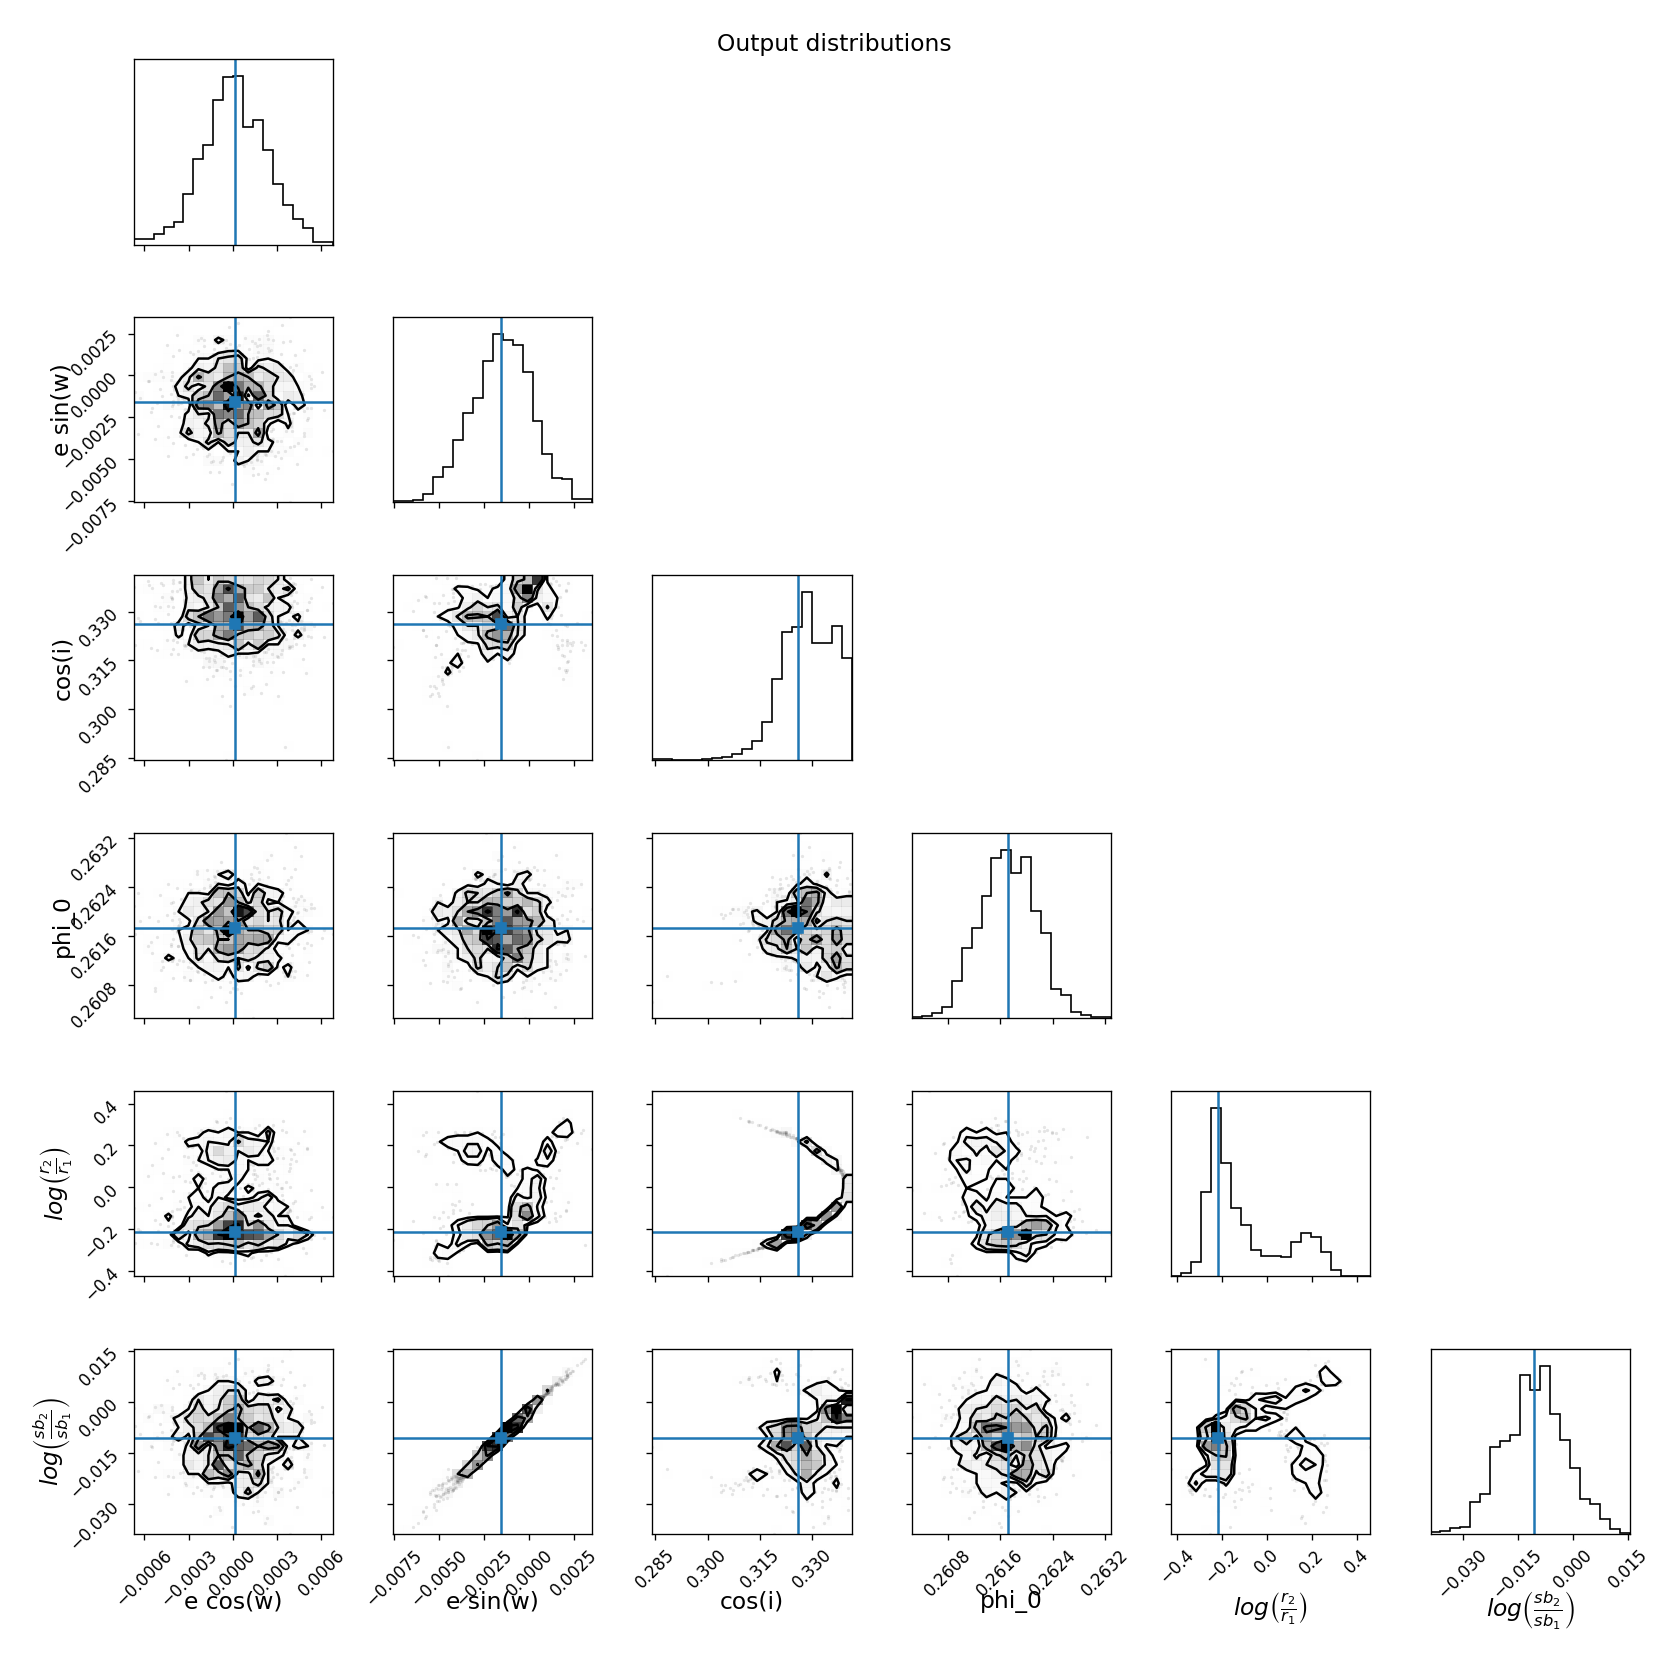 Output distributions
e sin(w)
0.0025
0.0000
−0.0025
−0.0050
−0.0075
cos(i)
0.330
0.315
0.300
0.285
phi_0
0.2632
0.2624
0.2616
0.2608
log(r₂/r₁)
0.4
0.2
0.0
−0.2
−0.4
log(sb₂/sb₁)
0.015
0.000
−0.015
−0.030
−0.0006 −0.0003 −0.0000 0.0003 0.0006
−0.0075 −0.0050 −0.0025 0.0000 0.0025
0.285 0.300 0.315 0.330
0.2608 0.2616 0.2624 0.2632
−0.4 −0.2 0.0 0.2 0.4
−0.030 −0.015 0.000 0.015
e cos(w)
e sin(w)
cos(i)
phi_0
log(r₂/r₁)
log(sb₂/sb₁)